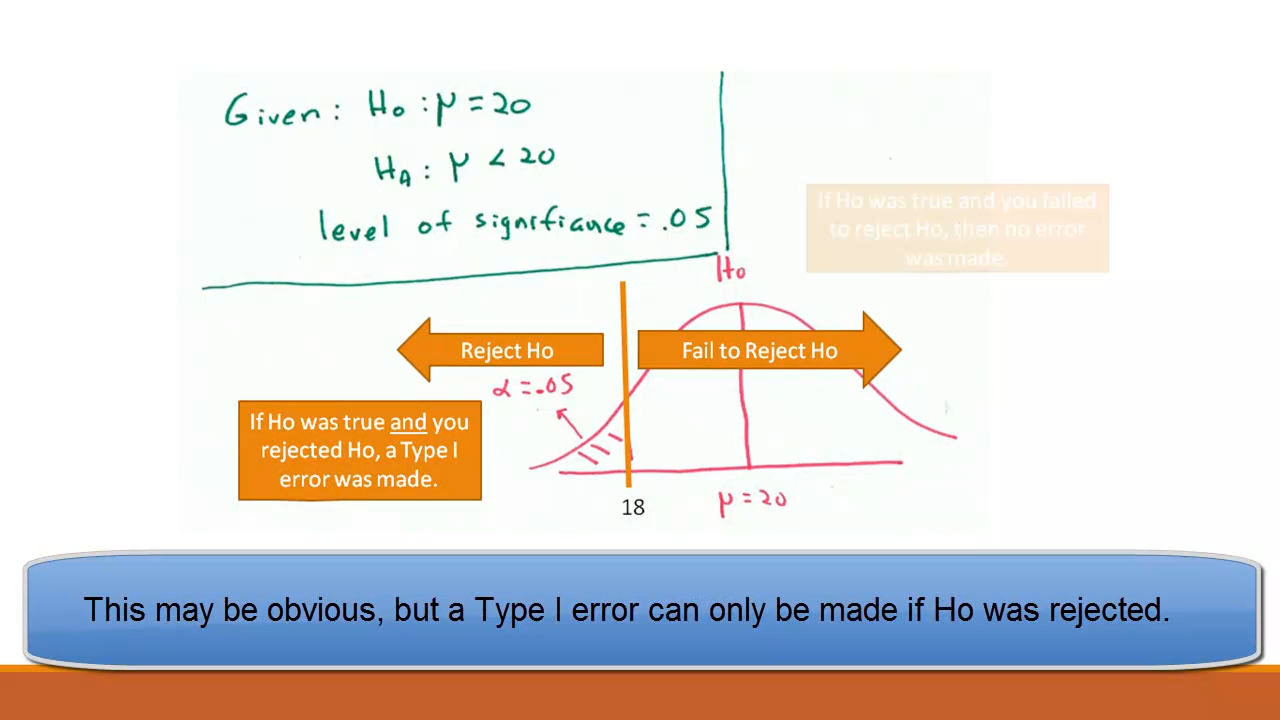 Given: Ho : μ = 20
HA : μ < 20
level of significance = .05
If Ho was true and you failed
to reject Ho, then no error
was made.
Ho
Reject Ho
Fail to Reject Ho
α = .05
If Ho was true and you
rejected Ho, a Type I
error was made.
18
μ = 20
This may be obvious, but a Type I error can only be made if Ho was rejected.